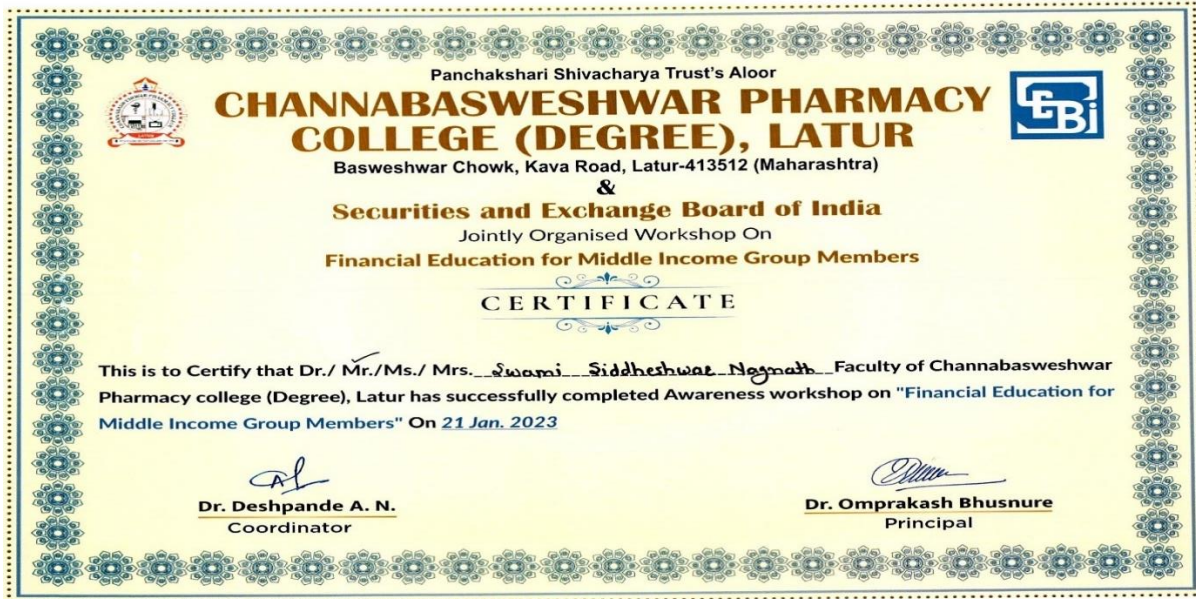 Panchakshari Shivacharya Trust's Aloor
CHANNABASWESHWAR PHARMACY
COLLEGE (DEGREE), LATUR
LATUR
SEBi
Basweshwar Chowk, Kava Road, Latur-413512 (Maharashtra)
&
Securities and Exchange Board of India
Jointly Organised Workshop On
Financial Education for Middle Income Group Members
CERTIFICATE
This is to Certify that Dr./ Mr./Ms./ Mrs. Swami Siddheshwar Nagnath Faculty of Channabasweshwar
Pharmacy college (Degree), Latur has successfully completed Awareness workshop on "Financial Education for
Middle Income Group Members" On 21 Jan. 2023
Dr. Deshpande A. N.
Coordinator
Dr. Omprakash Bhusnure
Principal